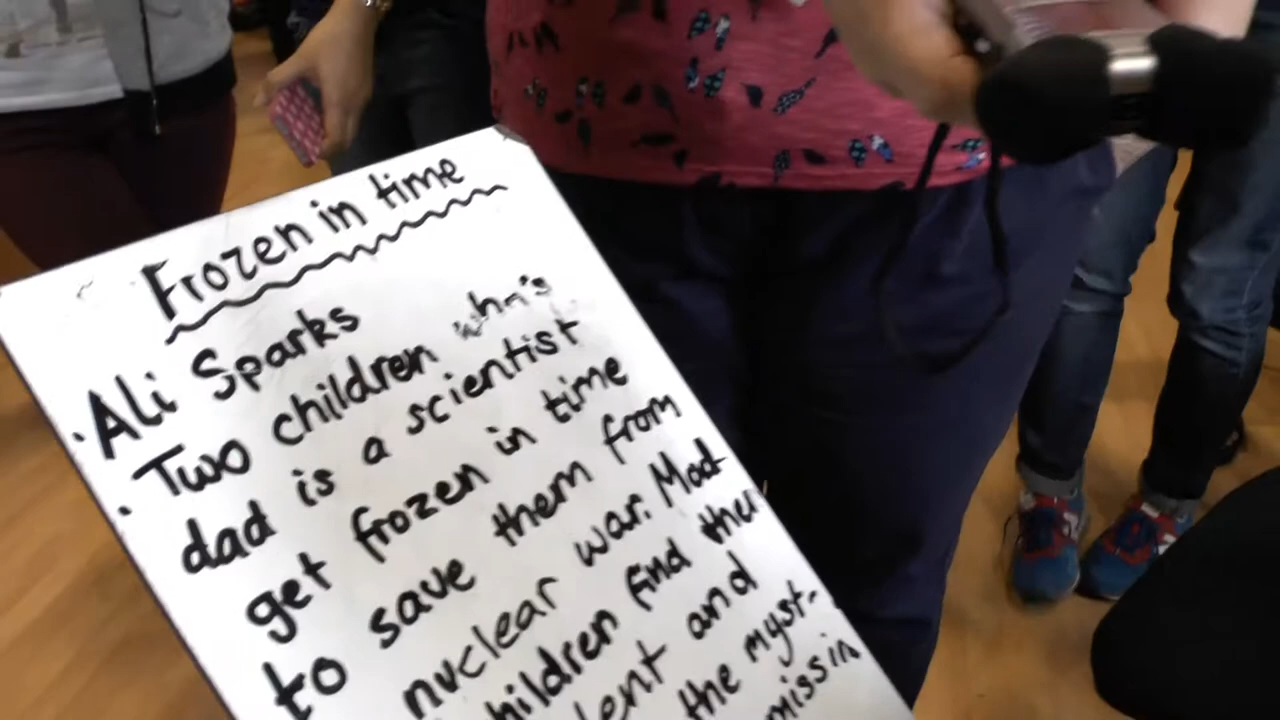 Frozen in time
· Ali Sparks
· Two children who's
dad is a scientist
get frozen in time
to save them from
nuclear war. Mod
children find
and
the myst-